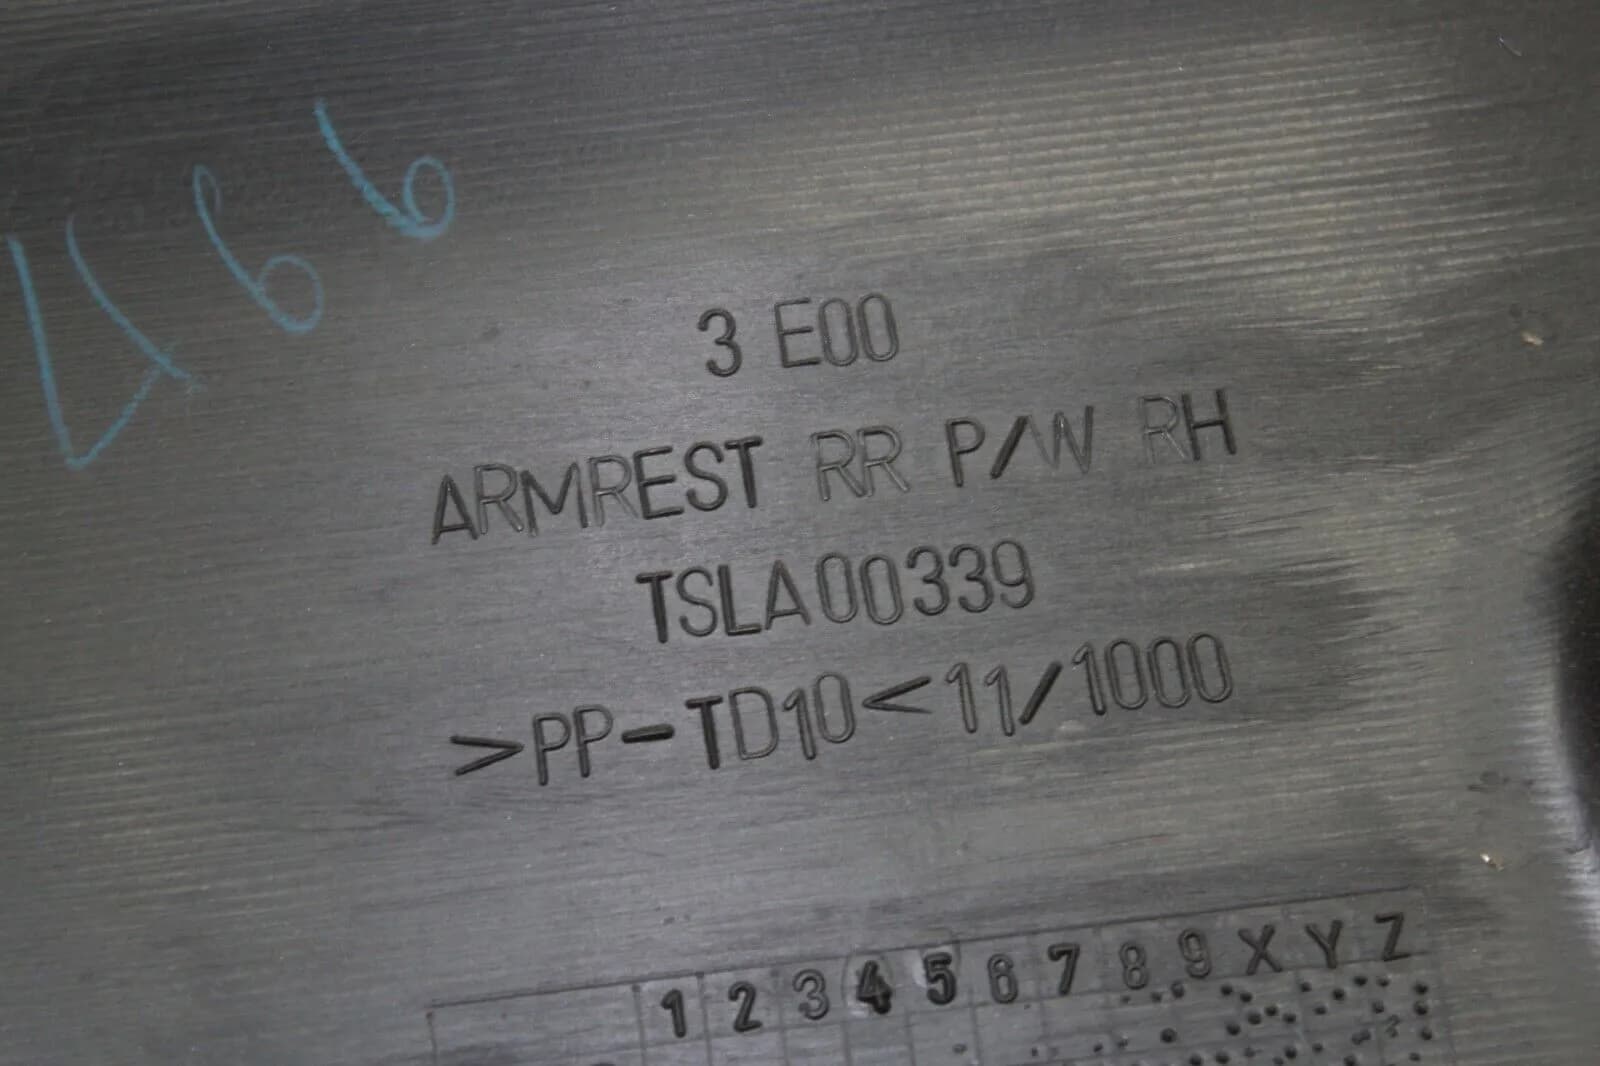 466
3 E00
ARMREST RR P/W RH
TSLA00339
>PP-TD10<11/1000
1 2 3 4 5 6 7 8 9 X Y Z